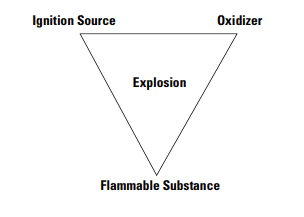 Ignition Source Oxidizer
Explosion
Flammable Substance